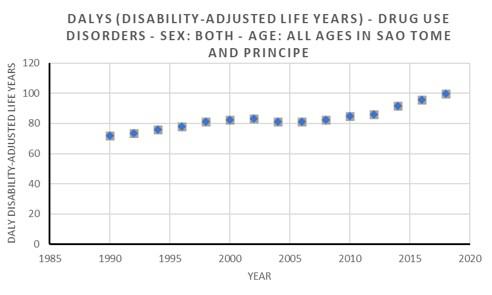 DALYS (DISABILITY-ADJUSTED LIFE YEARS) - DRUG USE
DISORDERS - SEX: BOTH - AGE: ALL AGES IN SAO TOME
AND PRINCIPE
DALY DISABILITY-ADJUSTED LIFE YEARS
120
100
80
60
40
20
0
1985 1990 1995 2000 2005 2010 2015 2020
YEAR